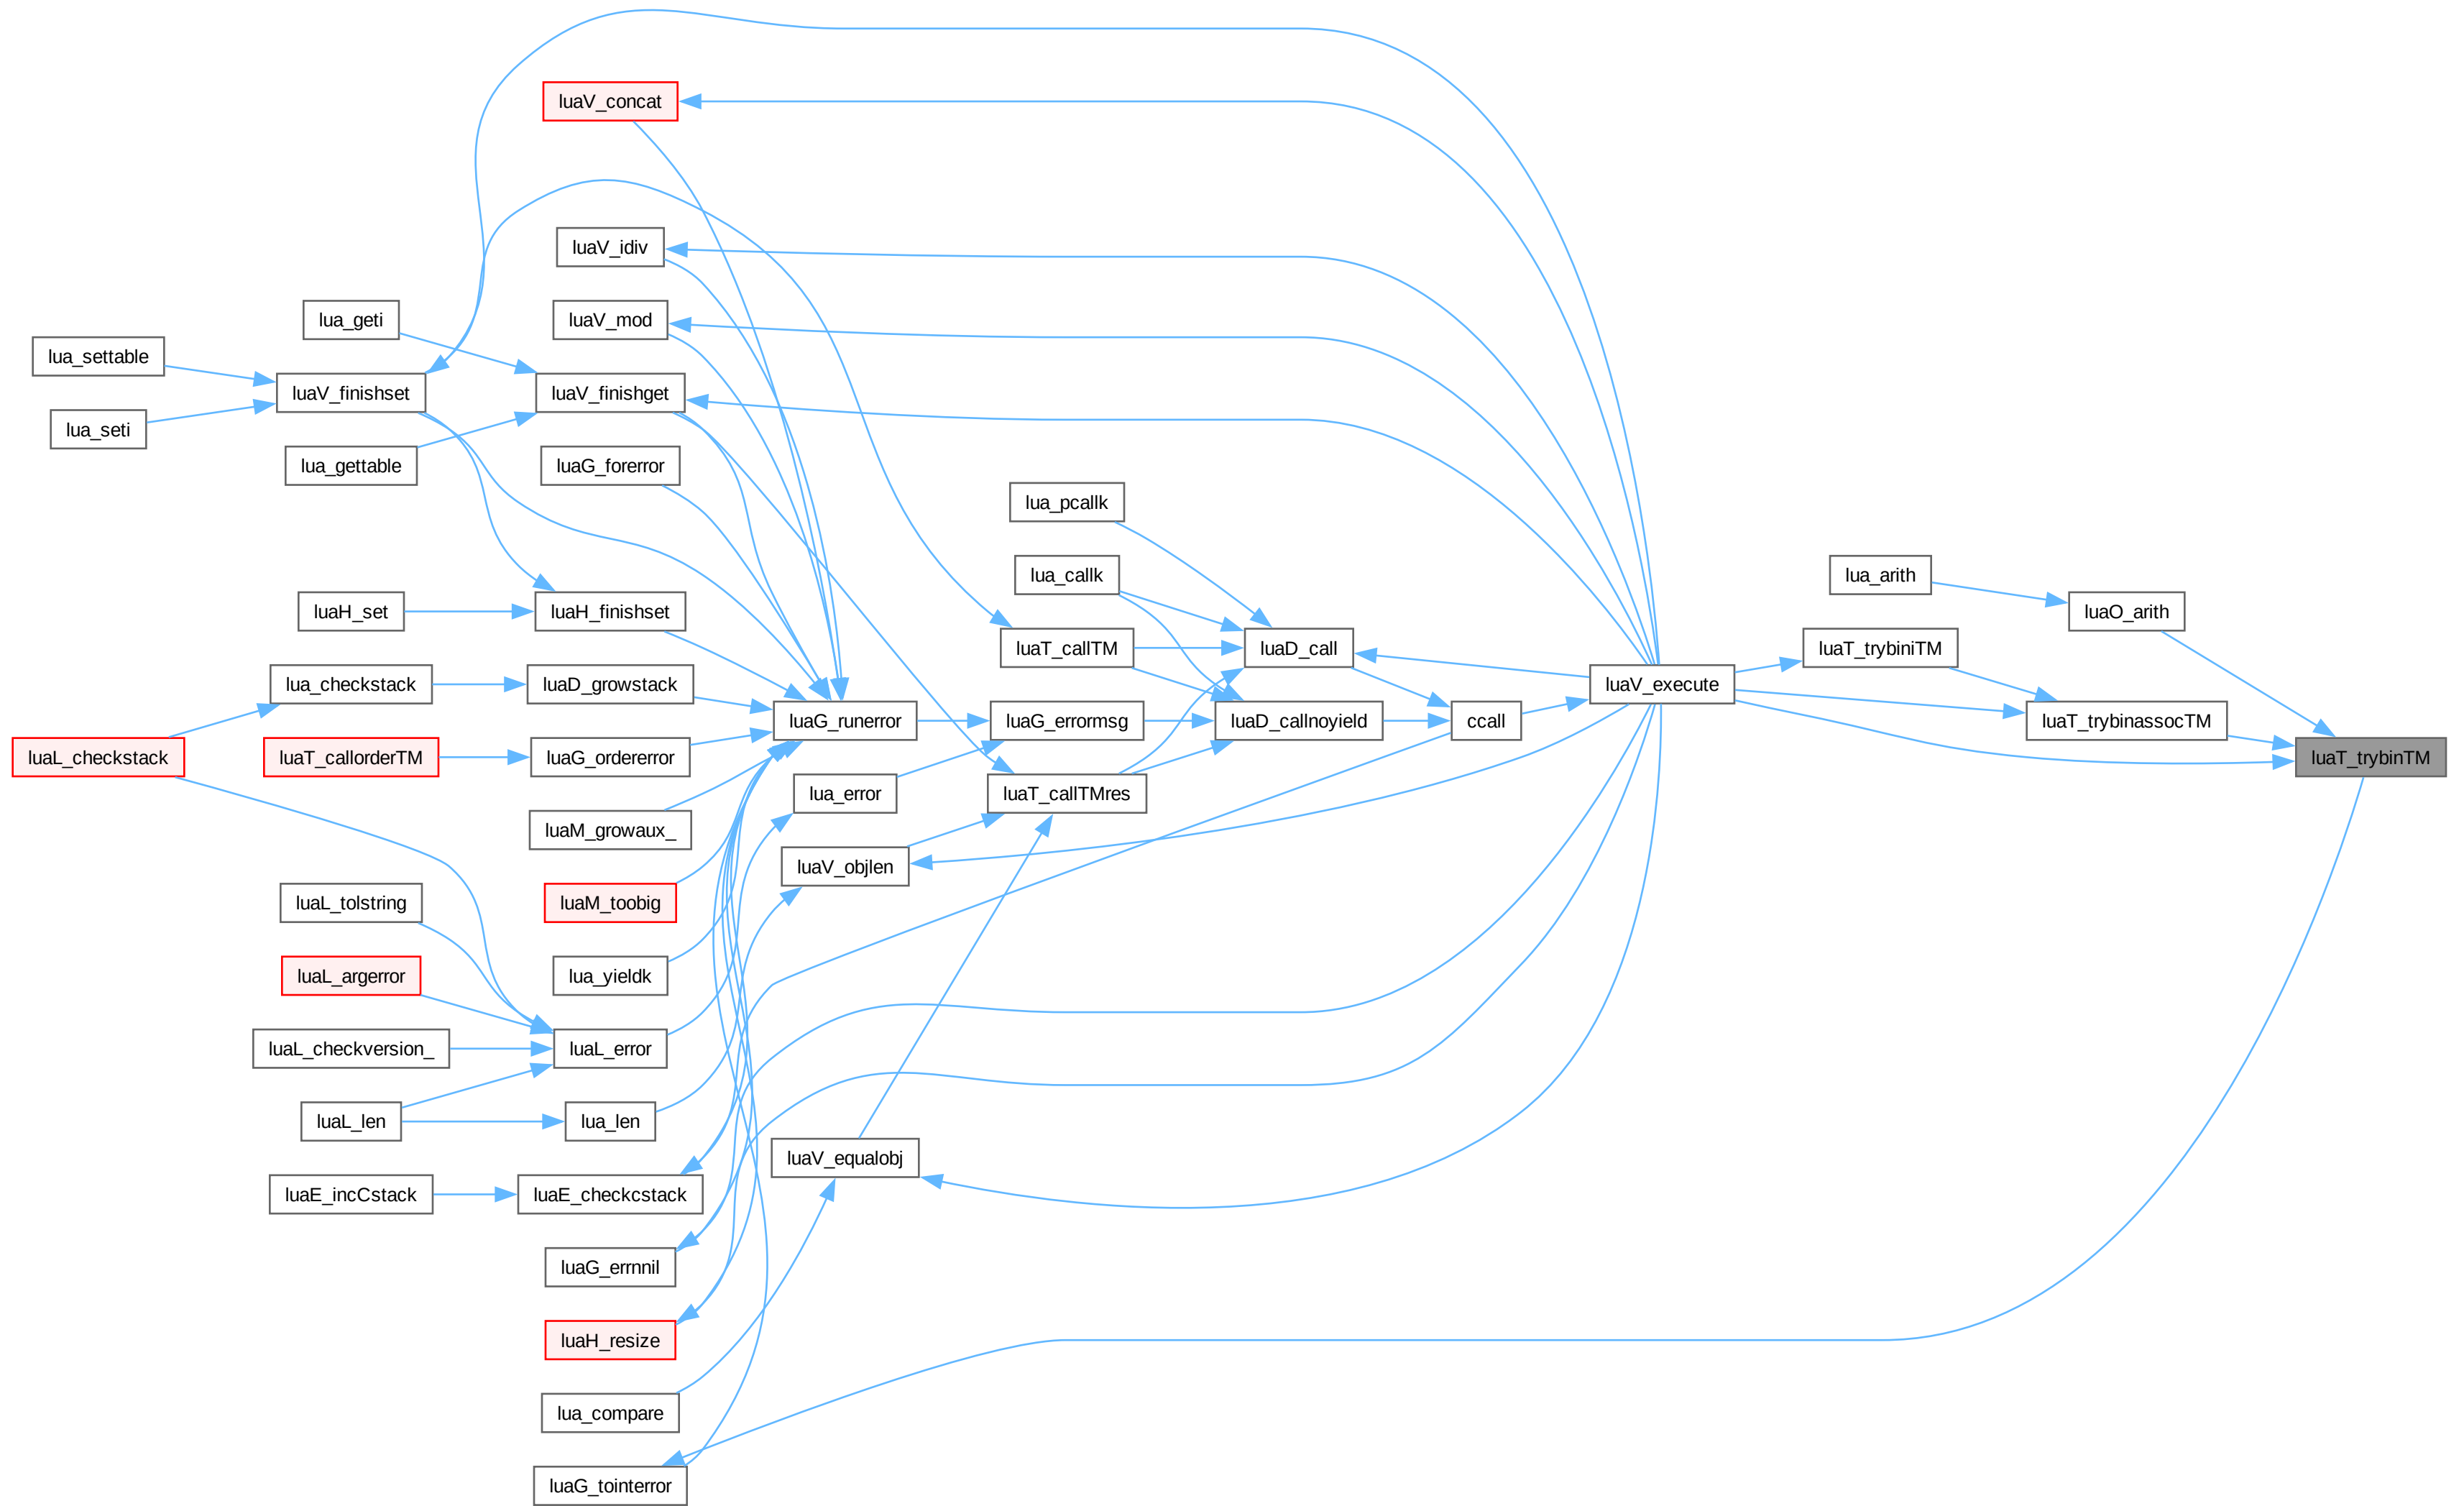 luaV_concat
luaV_idiv
lua_geti
luaV_mod
lua_settable
luaV_finishset
luaV_finishget
lua_seti
lua_gettable
luaG_forerror
lua_pcallk
lua_callk
lua_arith
luaH_set
luaH_finishset
luaO_arith
luaT_callTM
luaD_call
luaT_trybiniTM
lua_checkstack
luaD_growstack
luaV_execute
luaG_runerror
luaG_errormsg
luaD_callnoyield
ccall
luaT_trybinassocTM
luaL_checkstack
luaT_callorderTM
luaG_ordererror
luaT_trybinTM
lua_error
luaT_callTMres
luaM_growaux_
luaV_objlen
luaL_tolstring
luaM_toobig
luaL_argerror
lua_yieldk
luaL_checkversion_
luaL_error
luaL_len
lua_len
luaV_equalobj
luaE_incCstack
luaE_checkcstack
luaG_errnnil
luaH_resize
lua_compare
luaG_tointerror